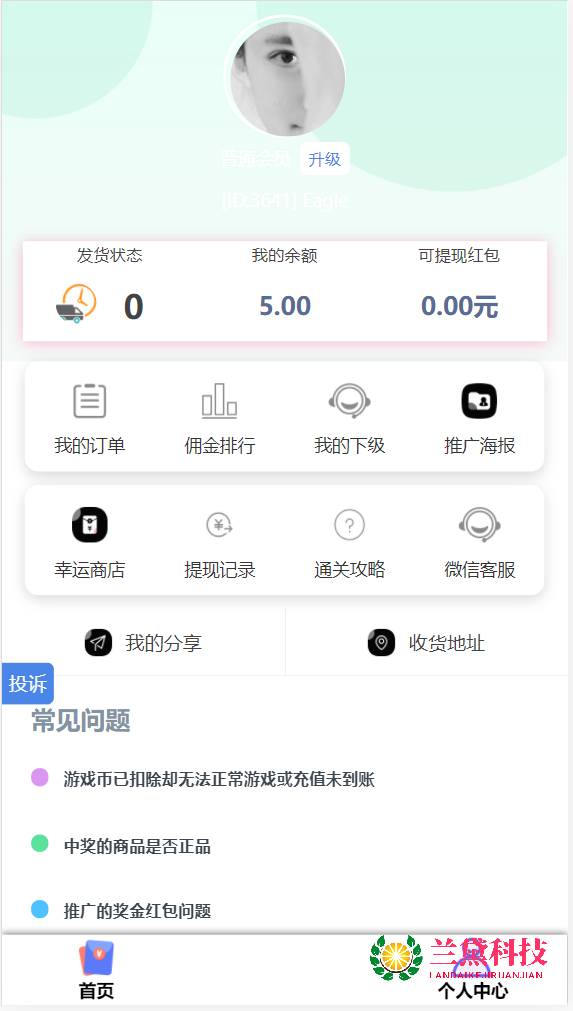 普通会员 升级
[ID:3641] Eagle
发货状态 我的余额 可提现红包
0 5.00 0.00元
我的订单 佣金排行 我的下级 推广海报
幸运商店 提现记录 通关攻略 微信客服
我的分享 收货地址
投诉
常见问题
游戏币已扣除却无法正常游戏或充值未到账
中奖的商品是否正品
推广的奖金红包问题
兰黛科技
LANDAIKEJIRUANJIAN
首页 个人中心